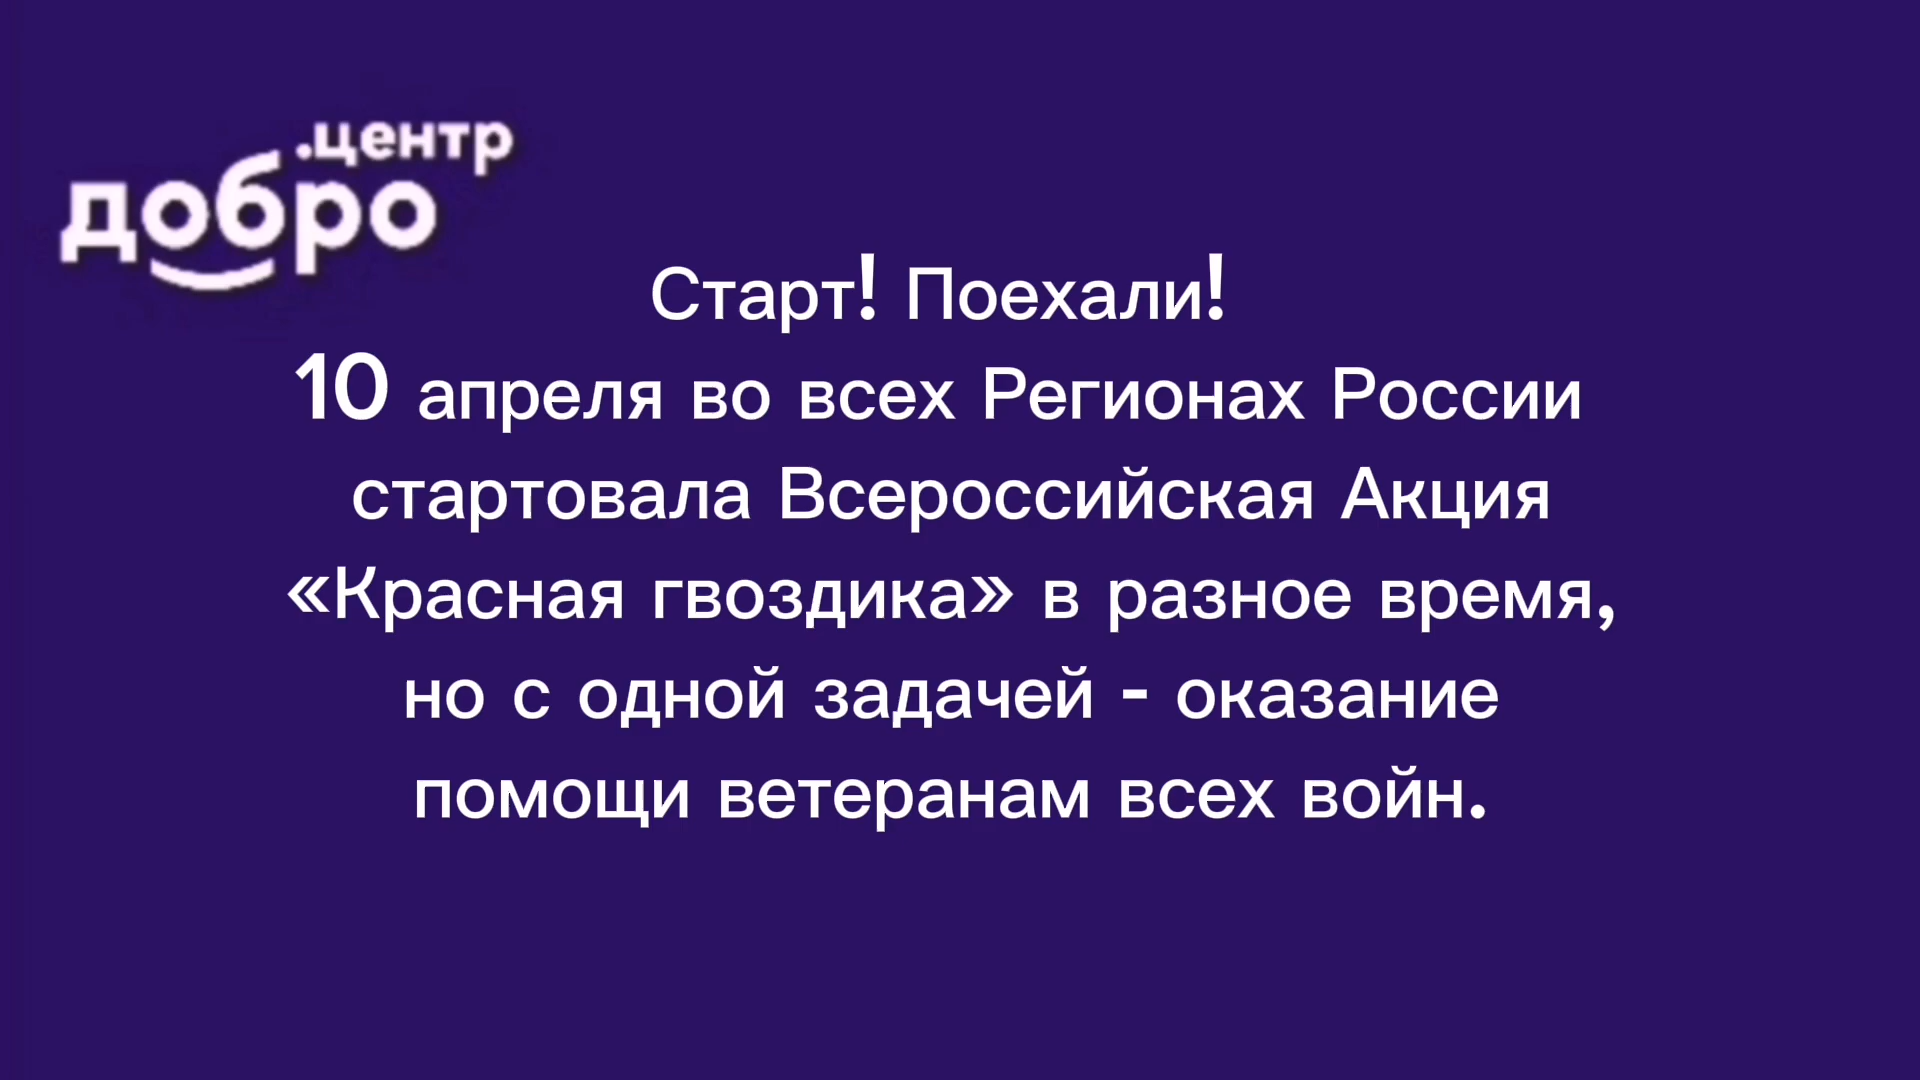 .центр
добро
Старт! Поехали!
10 апреля во всех Регионах России
стартовала Всероссийская Акция
«Красная гвоздика» в разное время,
но с одной задачей - оказание
помощи ветеранам всех войн.